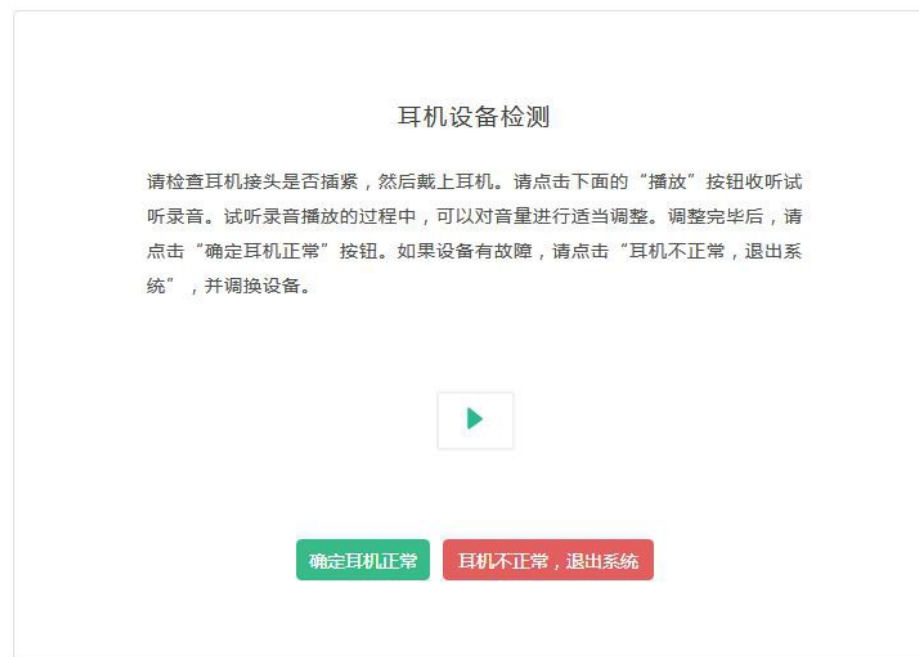 耳机设备检测
请检查耳机接头是否插紧，然后戴上耳机。请点击下面的“播放”按钮收听试
听录音。试听录音播放的过程中，可以对音量进行适当调整。调整完毕后，请
点击“确定耳机正常”按钮。如果设备有故障，请点击“耳机不正常，退出系
统”，并调换设备。
确定耳机正常 耳机不正常，退出系统